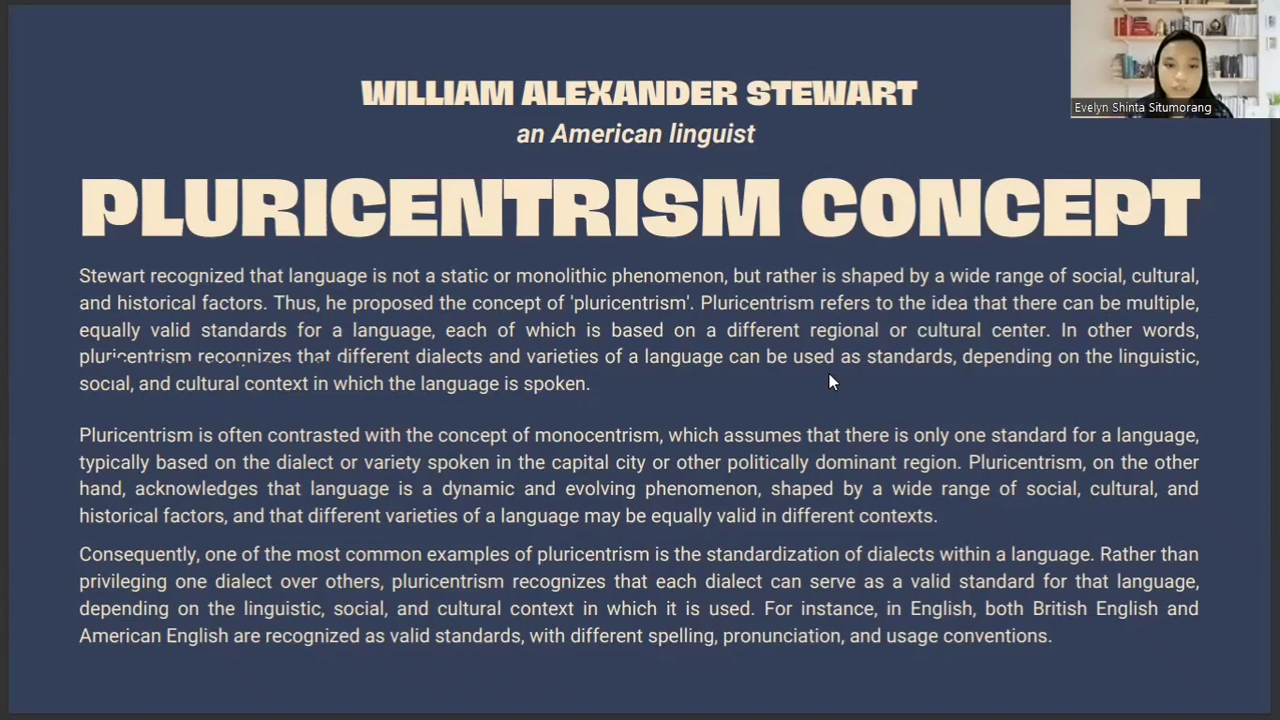 WILLIAM ALEXANDER STEWART
an American linguist
Evelyn Shinta Situmorang
PLURICENTRISM CONCEPT
Stewart recognized that language is not a static or monolithic phenomenon, but rather is shaped by a wide range of social, cultural,
and historical factors. Thus, he proposed the concept of 'pluricentrism'. Pluricentrism refers to the idea that there can be multiple,
equally valid standards for a language, each of which is based on a different regional or cultural center. In other words,
pluricentrism recognizes that different dialects and varieties of a language can be used as standards, depending on the linguistic,
social, and cultural context in which the language is spoken.
Pluricentrism is often contrasted with the concept of monocentrism, which assumes that there is only one standard for a language,
typically based on the dialect or variety spoken in the capital city or other politically dominant region. Pluricentrism, on the other
hand, acknowledges that language is a dynamic and evolving phenomenon, shaped by a wide range of social, cultural, and
historical factors, and that different varieties of a language may be equally valid in different contexts.
Consequently, one of the most common examples of pluricentrism is the standardization of dialects within a language. Rather than
privileging one dialect over others, pluricentrism recognizes that each dialect can serve as a valid standard for that language,
depending on the linguistic, social, and cultural context in which it is used. For instance, in English, both British English and
American English are recognized as valid standards, with different spelling, pronunciation, and usage conventions.